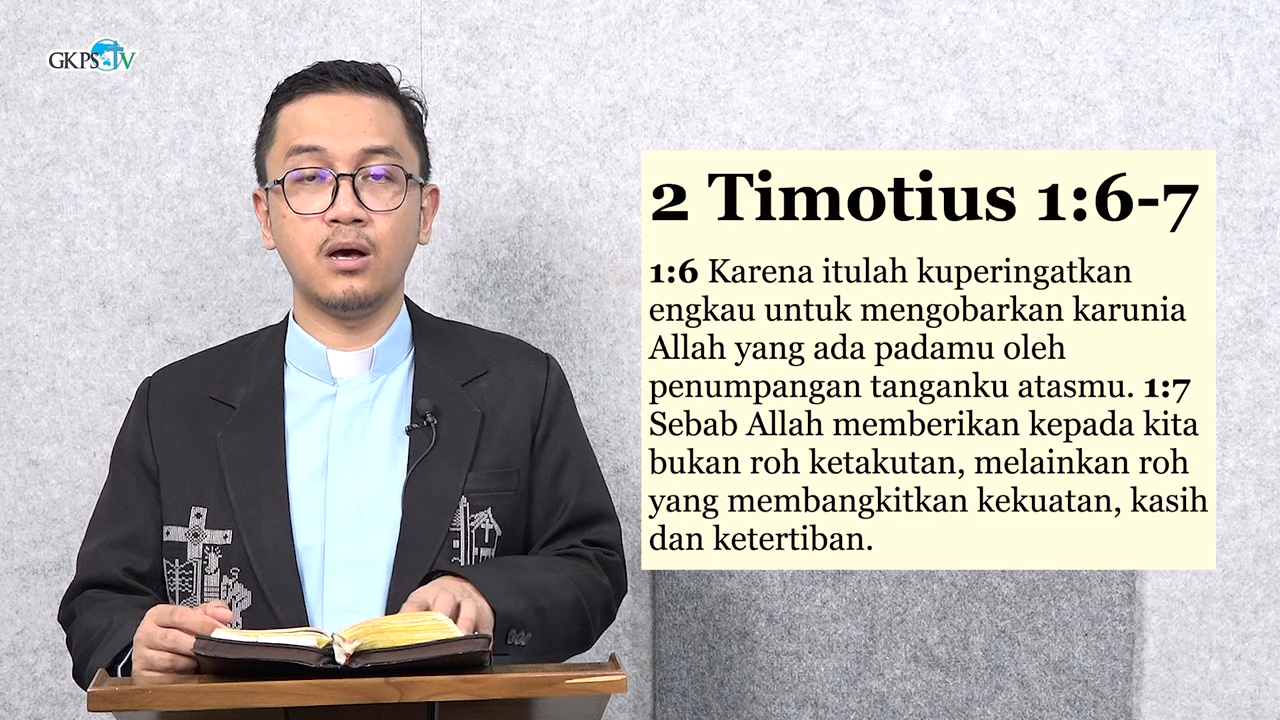 GKPS TV
2 Timotius 1:6-7
1:6 Karena itulah kuperingatkan
engkau untuk mengobarkan karunia
Allah yang ada padamu oleh
penumpangan tanganku atasmu. 1:7
Sebab Allah memberikan kepada kita
bukan roh ketakutan, melainkan roh
yang membangkitkan kekuatan, kasih
dan ketertiban.